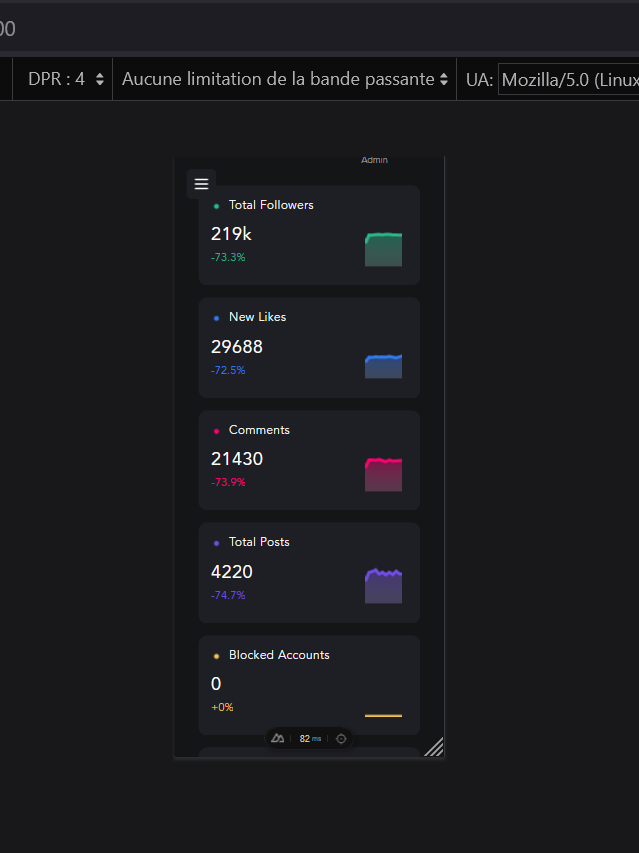 00
DPR : 4 Aucune limitation de la bande passante UA: Mozilla/5.0 (Linux
Admin
Total Followers
219k
-73.3%
New Likes
29688
-72.5%
Comments
21430
-73.9%
Total Posts
4220
-74.7%
Blocked Accounts
0
+0%
82 ms